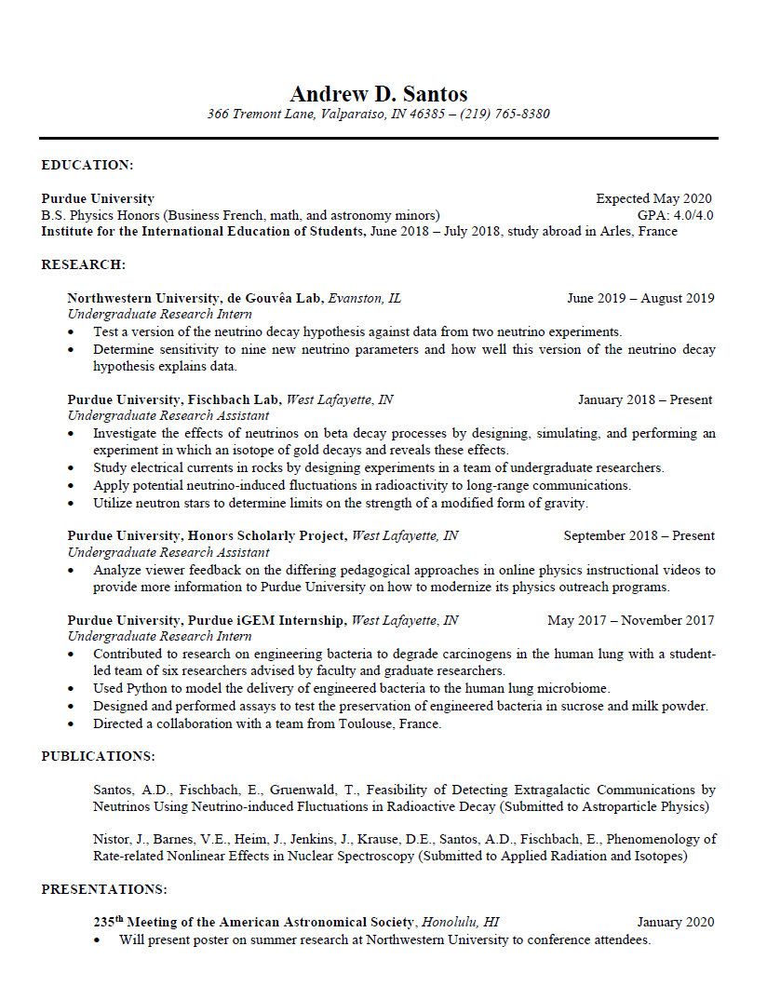 Andrew D. Santos
366 Tremont Lane, Valparaiso, IN 46385 – (219) 765-8380
EDUCATION:
Purdue University Expected May 2020
B.S. Physics Honors (Business French, math, and astronomy minors) GPA: 4.0/4.0
Institute for the International Education of Students, June 2018 – July 2018, study abroad in Arles, France
RESEARCH:
Northwestern University, de Gouvêa Lab, Evanston, IL June 2019 – August 2019
Undergraduate Research Intern
• Test a version of the neutrino decay hypothesis against data from two neutrino experiments.
• Determine sensitivity to nine new neutrino parameters and how well this version of the neutrino decay
hypothesis explains data.
Purdue University, Fischbach Lab, West Lafayette, IN January 2018 – Present
Undergraduate Research Assistant
• Investigate the effects of neutrinos on beta decay processes by designing, simulating, and performing an
experiment in which an isotope of gold decays and reveals these effects.
• Study electrical currents in rocks by designing experiments in a team of undergraduate researchers.
• Apply potential neutrino-induced fluctuations in radioactivity to long-range communications.
• Utilize neutron stars to determine limits on the strength of a modified form of gravity.
Purdue University, Honors Scholarly Project, West Lafayette, IN September 2018 – Present
Undergraduate Research Assistant
• Analyze viewer feedback on the differing pedagogical approaches in online physics instructional videos to
provide more information to Purdue University on how to modernize its physics outreach programs.
Purdue University, Purdue iGEM Internship, West Lafayette, IN May 2017 – November 2017
Undergraduate Research Intern
• Contributed to research on engineering bacteria to degrade carcinogens in the human lung with a student-
led team of six researchers advised by faculty and graduate researchers.
• Used Python to model the delivery of engineered bacteria to the human lung microbiome.
• Designed and performed assays to test the preservation of engineered bacteria in sucrose and milk powder.
• Directed a collaboration with a team from Toulouse, France.
PUBLICATIONS:
Santos, A.D., Fischbach, E., Gruenwald, T., Feasibility of Detecting Extragalactic Communications by
Neutrinos Using Neutrino-induced Fluctuations in Radioactive Decay (Submitted to Astroparticle Physics)
Nistor, J., Barnes, V.E., Heim, J., Jenkins, J., Krause, D.E., Santos, A.D., Fischbach, E., Phenomenology of
Rate-related Nonlinear Effects in Nuclear Spectroscopy (Submitted to Applied Radiation and Isotopes)
PRESENTATIONS:
235th Meeting of the American Astronomical Society, Honolulu, HI January 2020
• Will present poster on summer research at Northwestern University to conference attendees.